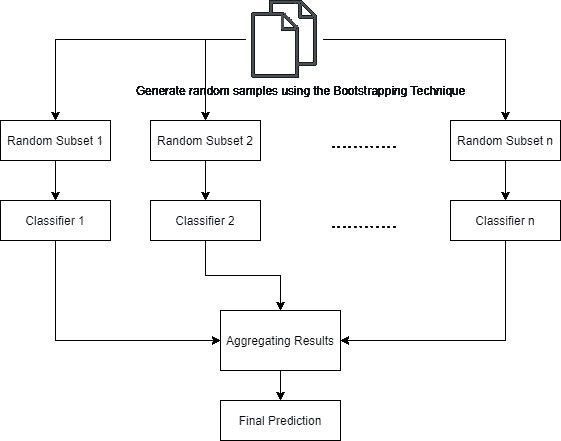 Generate random samples using the Bootstrapping Technique
Random Subset 1
Random Subset 2
Random Subset n
Classifier 1
Classifier 2
Classifier n
Aggregating Results
Final Prediction